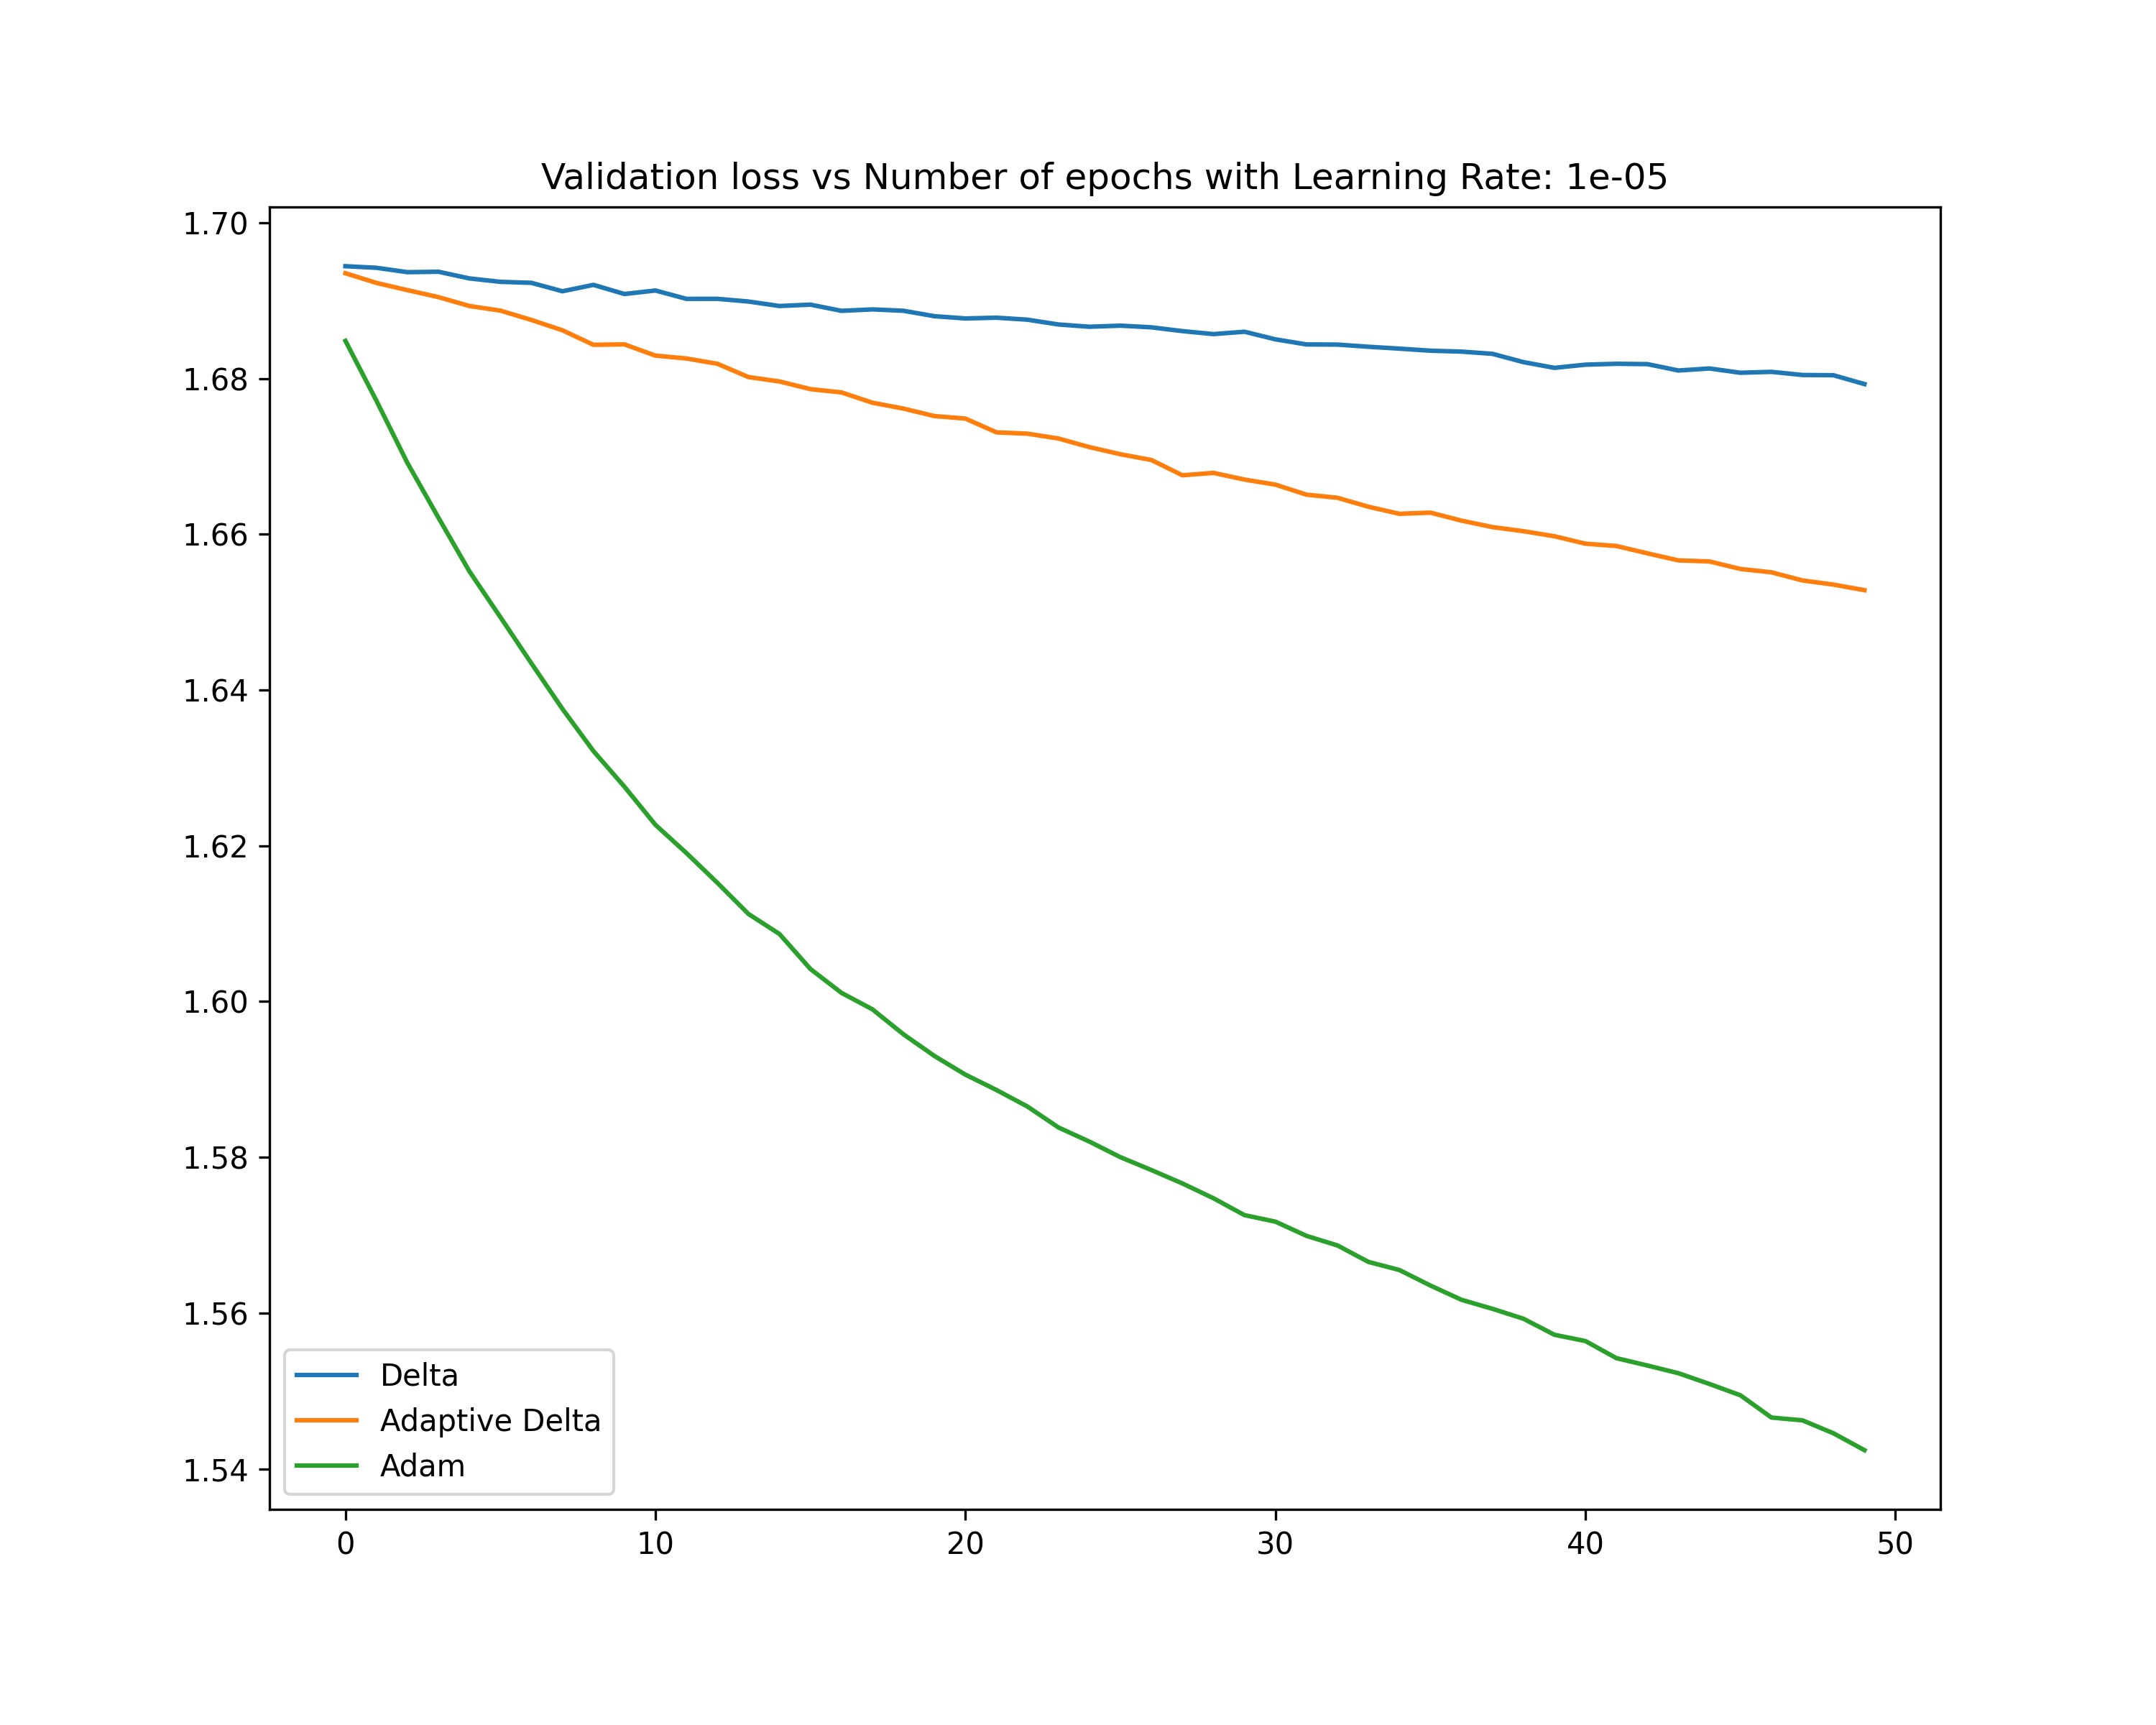 Validation loss vs Number of epochs with Learning Rate: 1e-05
1.70
1.68
1.66
1.64
1.62
1.60
1.58
1.56
1.54
Delta
Adaptive Delta
Adam
0 10 20 30 40 50